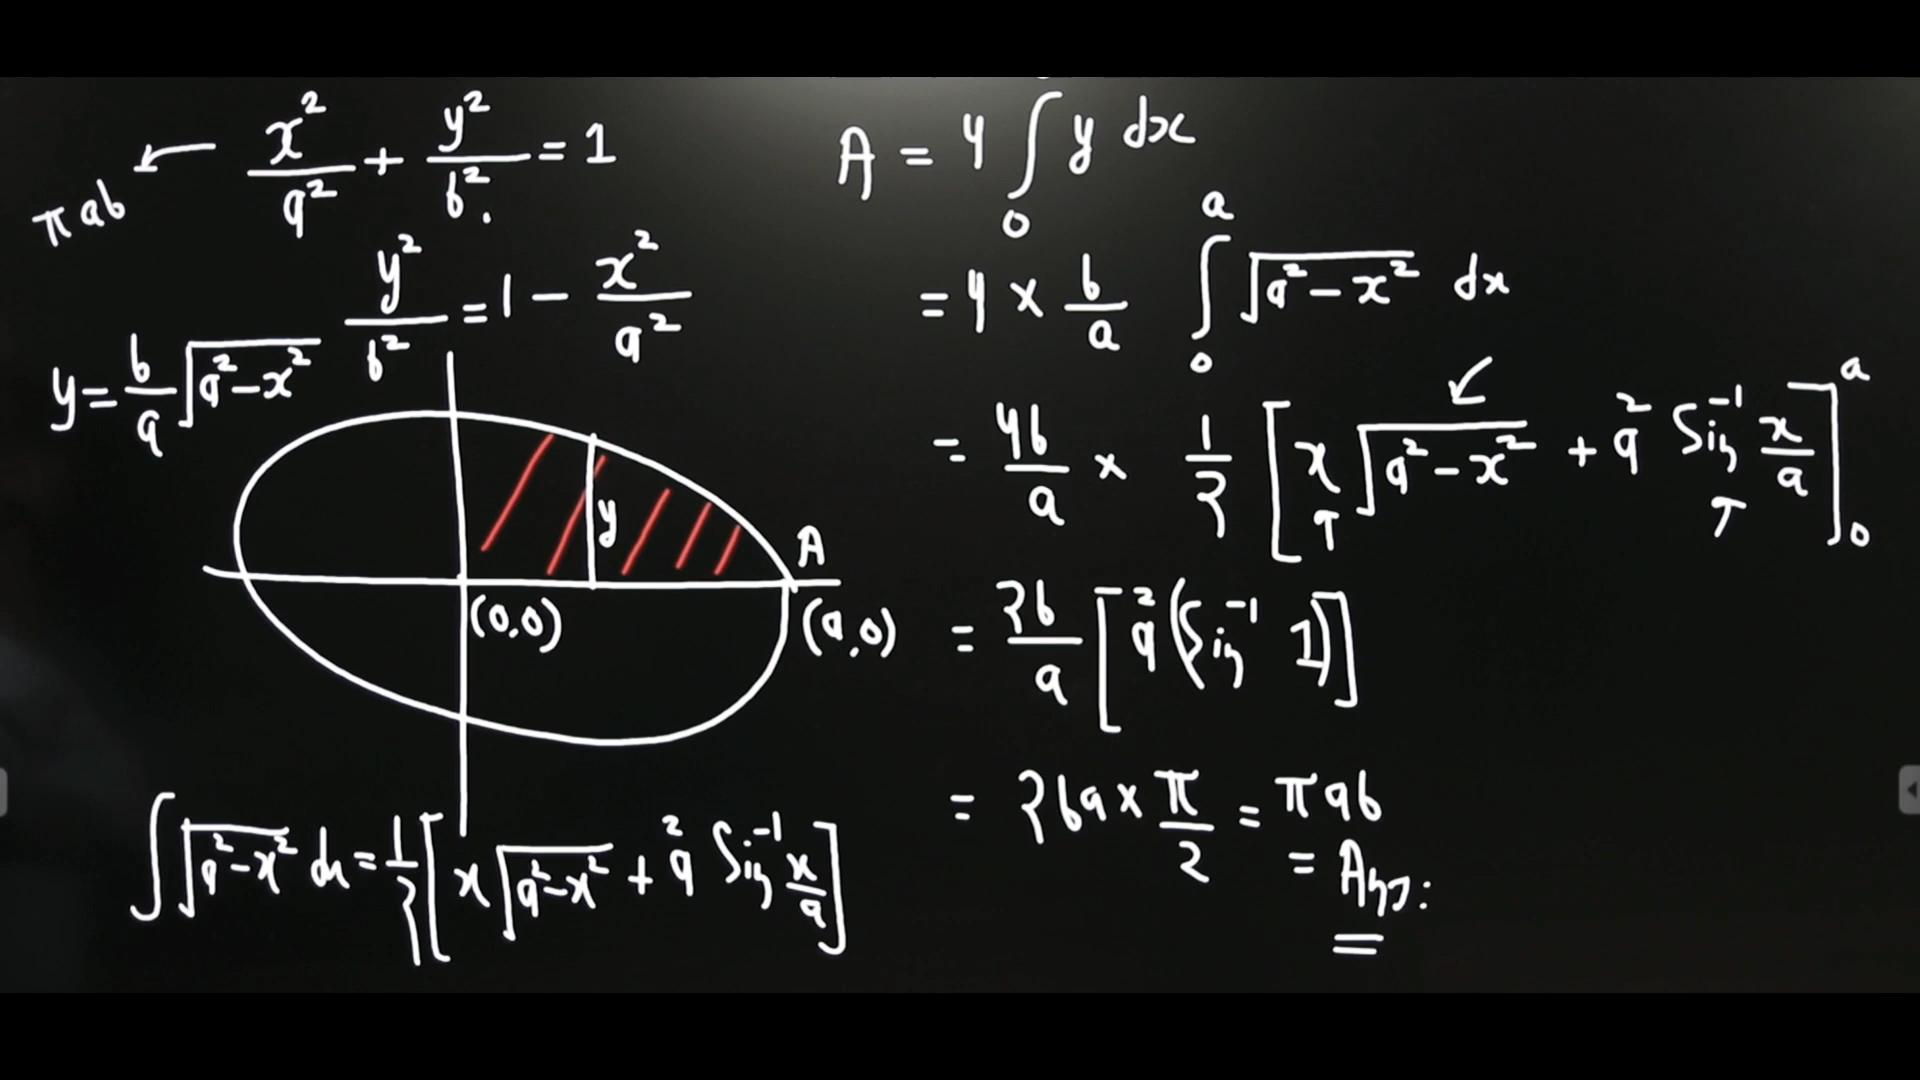 x²/a² + y²/b² = 1
πab ←
y²/b² = 1 - x²/a²
y = b/a √(a²-x²)
y
A
(0,0)
(a,0)
∫√(a²-x²) dx = 1/2 [x √(a²-x²) + a² Sin⁻¹ x/a]
A = 4 ∫₀ y dx
= 4 × b/a ∫₀ᵃ √(a²-x²) dx
= 4b/a × 1/2 [x √(a²-x²) + a² Sin⁻¹ x/a]₀ᵃ
= 2b/a [a² (Sin⁻¹ 1)]
= 2ba × π/2 = πab
= Ans: